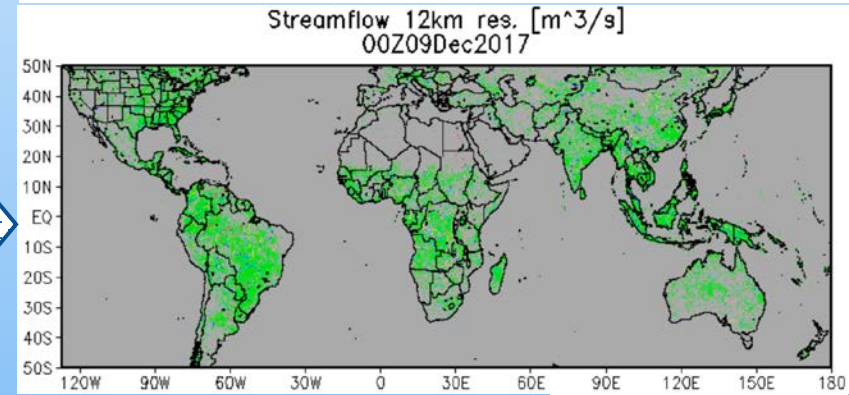 Streamflow 12km res. [m^3/s]
00Z09Dec2017
50N
40N
30N
20N
10N
EQ
10S
20S
30S
40S
50S
120W 90W 60W 30W 0 30E 60E 90E 120E 150E 180